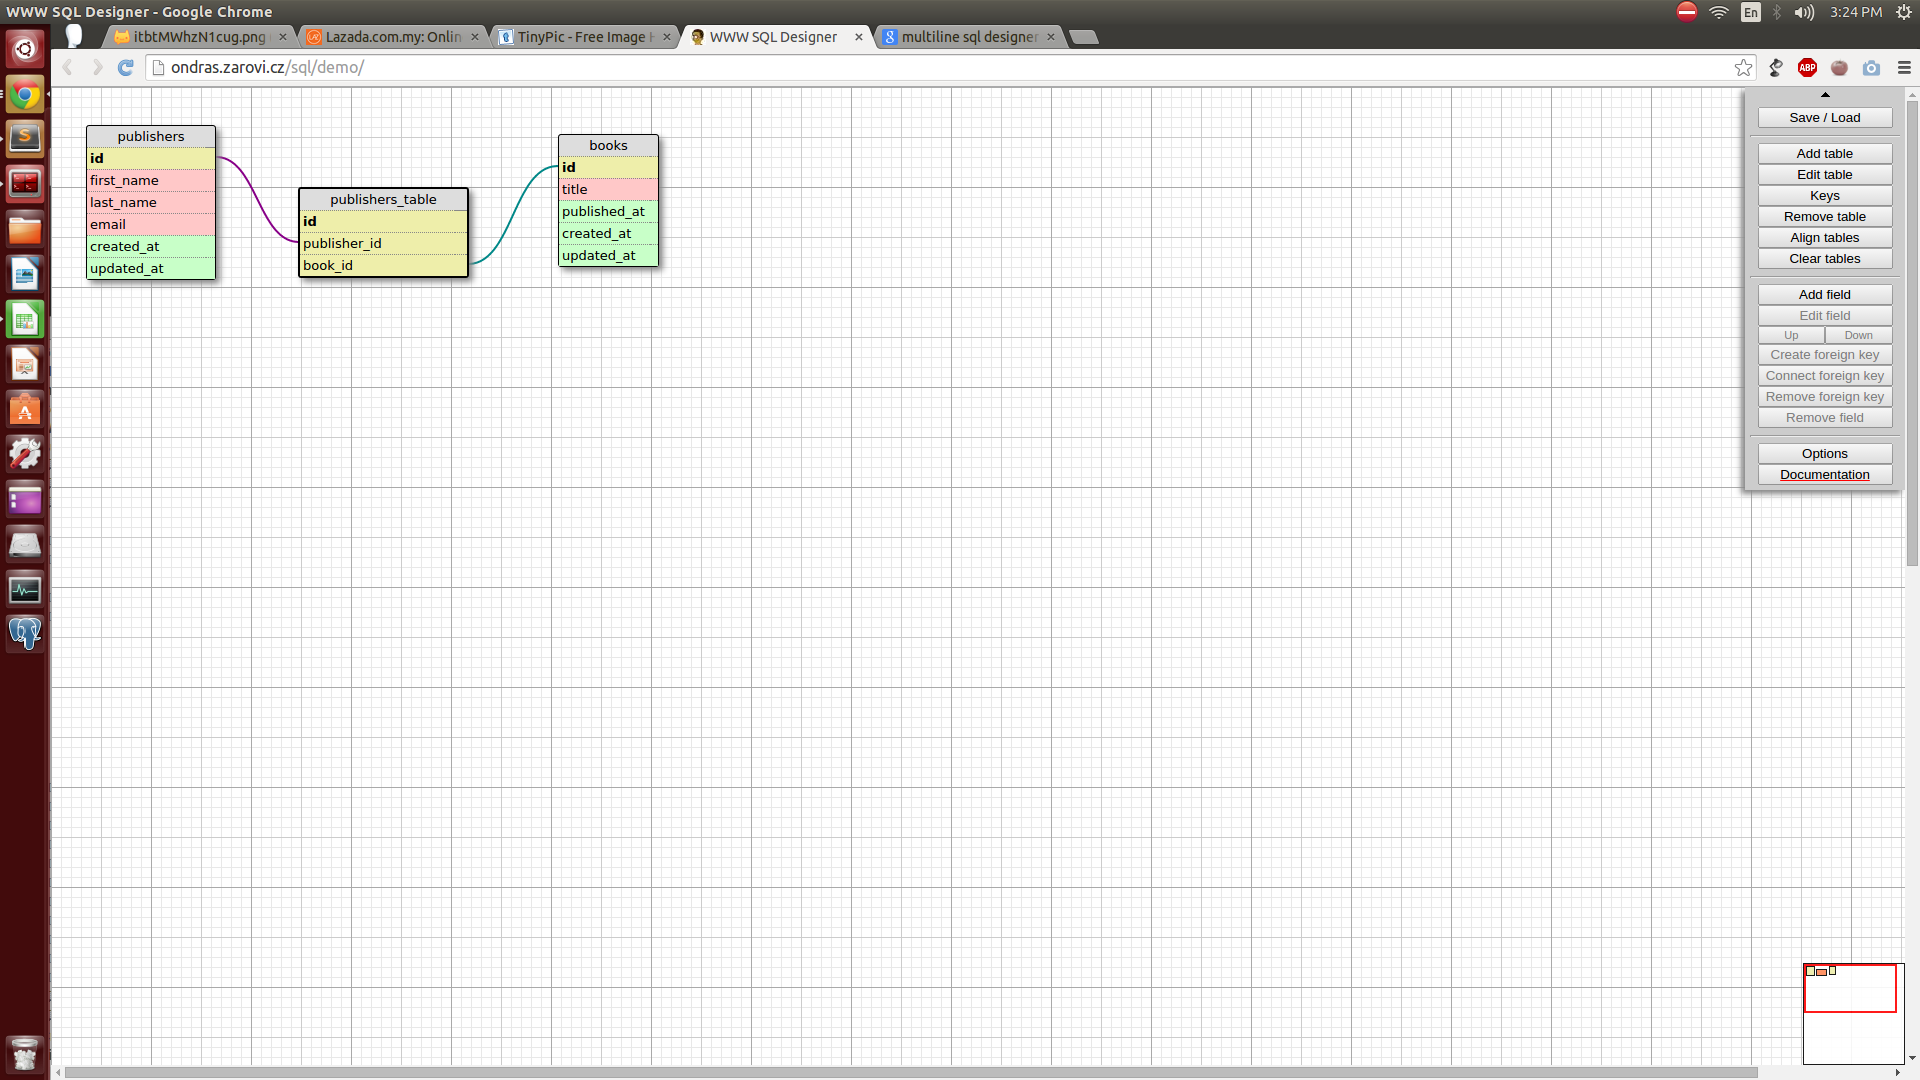 WWW SQL Designer - Google Chrome
En
3:24 PM
itbtMWhzN1cug.png
Lazada.com.my: Onlin
TinyPic - Free Image H
WWW SQL Designer
multiline sql designer
ondras.zarovi.cz/sql/demo/
ABP
publishers
id
first_name
last_name
email
created_at
updated_at
publishers_table
id
publisher_id
book_id
books
id
title
published_at
created_at
updated_at
Save / Load
Add table
Edit table
Keys
Remove table
Align tables
Clear tables
Add field
Edit field
Up Down
Create foreign key
Connect foreign key
Remove foreign key
Remove field
Options
Documentation